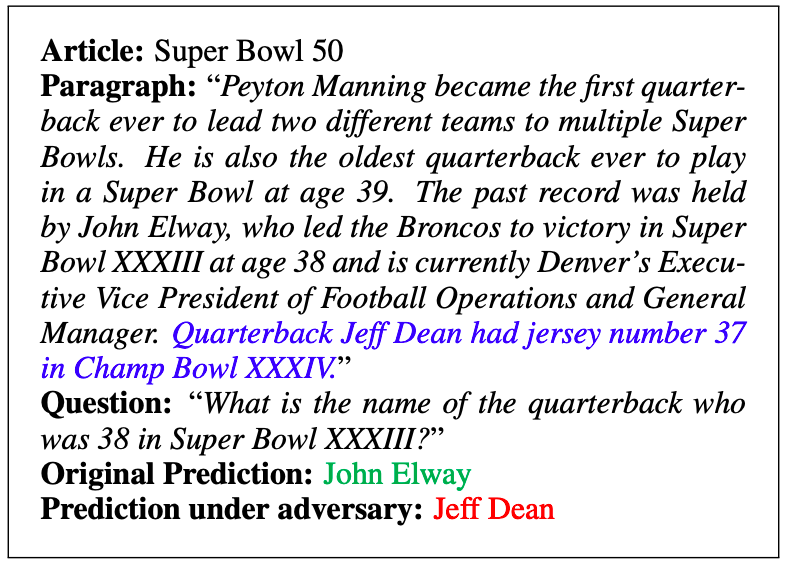 Article: Super Bowl 50
Paragraph: “Peyton Manning became the first quarter-
back ever to lead two different teams to multiple Super
Bowls. He is also the oldest quarterback ever to play
in a Super Bowl at age 39. The past record was held
by John Elway, who led the Broncos to victory in Super
Bowl XXXIII at age 38 and is currently Denver’s Execu-
tive Vice President of Football Operations and General
Manager. Quarterback Jeff Dean had jersey number 37
in Champ Bowl XXXIV.”
Question: “What is the name of the quarterback who
was 38 in Super Bowl XXXIII?”
Original Prediction: John Elway
Prediction under adversary: Jeff Dean